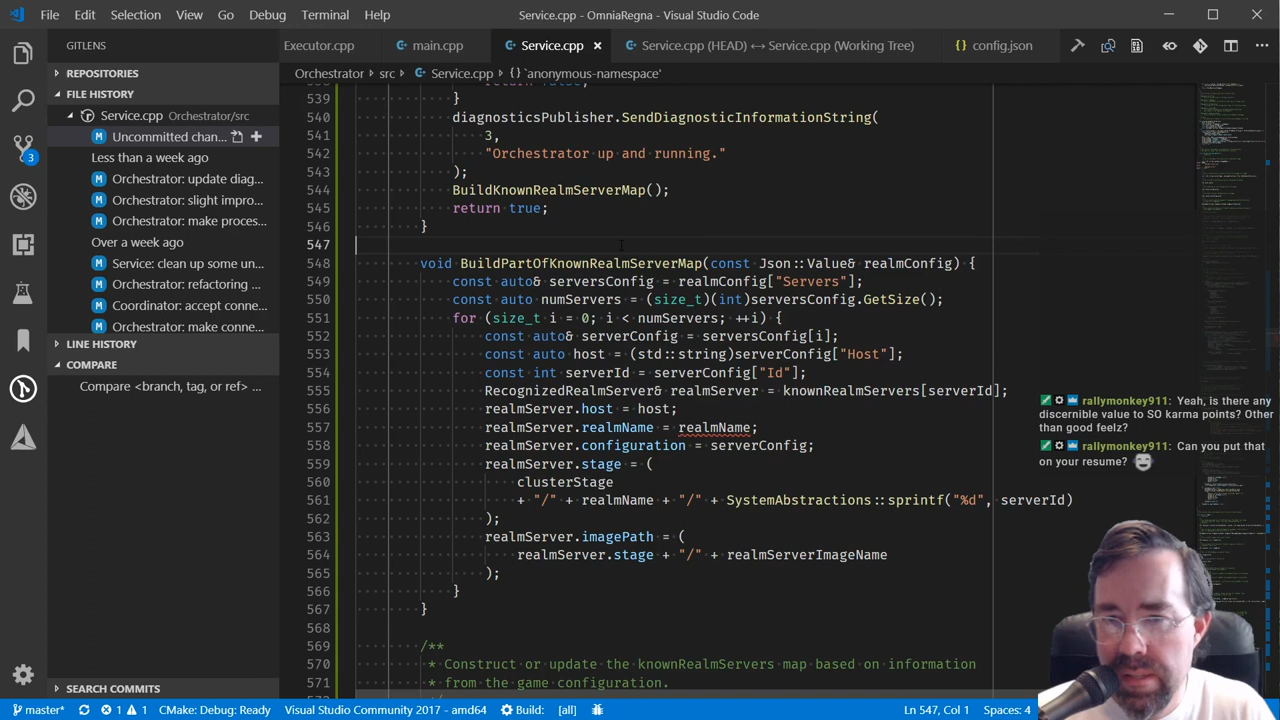 File Edit Selection View Go Debug Terminal Help Service.cpp - OmniaRegna - Visual Studio Code
GITLENS
Executor.cpp main.cpp Service.cpp Service.cpp (HEAD) ↔ Service.cpp (Working Tree) config.json
REPOSITORIES
FILE HISTORY
Service.cpp Orchestrator/src
M Uncommitted chan...
Less than a week ago
M Orchestrator: update diag...
M Orchestrator: slight impro...
M Orchestrator: make proces...
Over a week ago
M Service: clean up some un...
M Orchestrator: refactoring ...
M Coordinator: accept conne...
M Orchestrator: make conne...
LINE HISTORY
COMPARE
Compare <branch, tag, or ref> ...
SEARCH COMMITS
3
Orchestrator > src > Service.cpp > {} `anonymous-namespace'
539 }
540 diagnosticsPublisher.SendDiagnosticInformationString(
541 3,
542 "Orchestrator up and running."
543 );
544 BuildKnownRealmServerMap();
545 return true;
546 }
547
548 void BuildPartOfKnownRealmServerMap(const Json::Value& realmConfig) {
549 const auto& serversConfig = realmConfig["Servers"];
550 const auto numServers = (size_t)(int)serversConfig.GetSize();
551 for (size_t i = 0; i < numServers; ++i) {
552 const auto& serverConfig = serversConfig[i];
553 const auto host = (std::string)serverConfig["Host"];
554 const int serverId = serverConfig["Id"];
555 RecognizedRealmServer& realmServer = knownRealmServers[serverId];
556 realmServer.host = host;
557 realmServer.realmName = realmName;
558 realmServer.configuration = serverConfig;
559 realmServer.stage = (
560 clusterStage
561 + "/" + realmName + "/" + SystemAbstractions::sprintf("%d", serverId)
562 );
563 realmServer.imagePath = (
564 realmServer.stage + "/" + realmServerImageName
565 );
566 }
567 }
568
569 /**
570 * Construct or update the knownRealmServers map based on information
571 * from the game configuration.
rallymonkey911: Yeah, is there any
discernible value to SO karma points? Other
than good feelz?
rallymonkey911: Can you put that
on your resume?
master* 1 1 CMake: Debug: Ready Visual Studio Community 2017 - amd64 Build: [all] Ln 547, Col 1 Spaces: 4